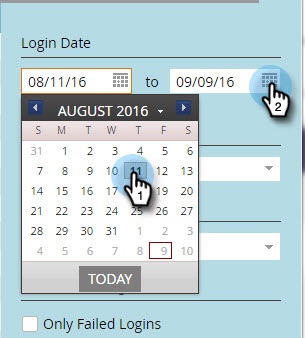 Login Date
08/11/16 to 09/09/16
2
AUGUST 2016
S M T W T F S
31 1 2 3 4 5 6
7 8 9 10 11 12 13
1
14 15 16 17 18 19 20
21 22 23 24 25 26 27
28 29 30 31 1 2 3
4 5 6 7 8 9 10
TODAY
Only Failed Logins